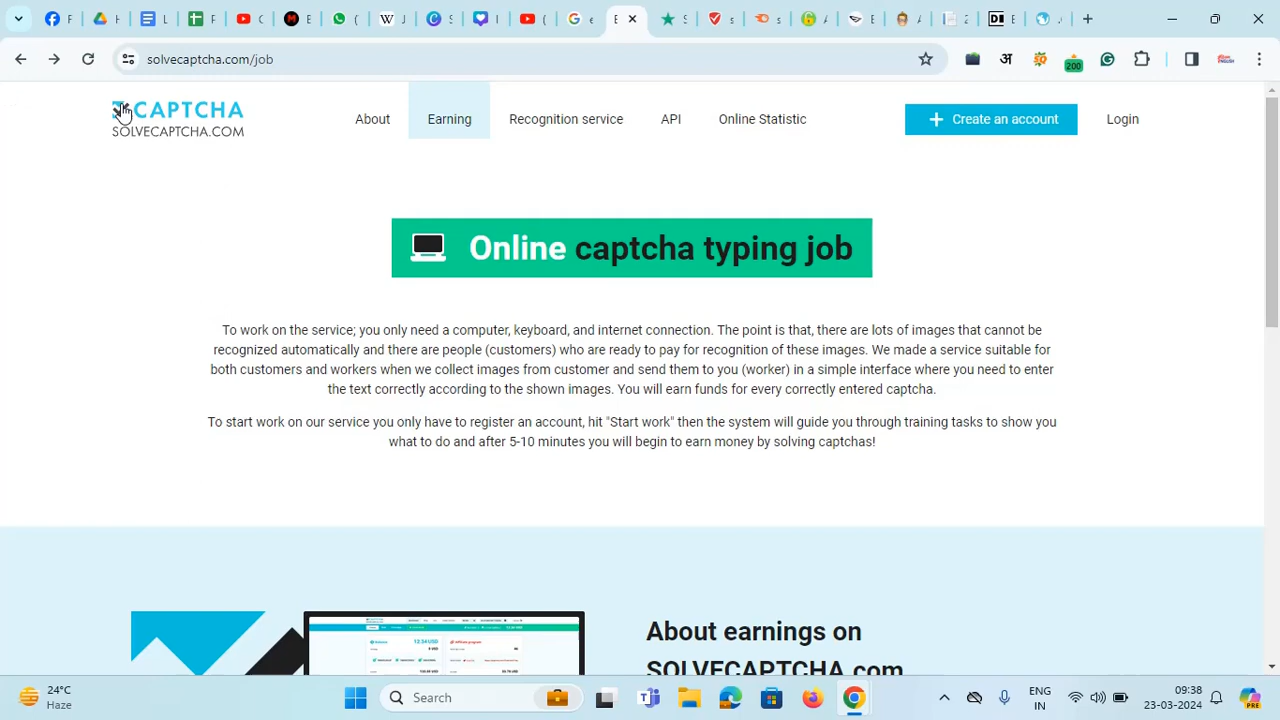 solvecaptcha.com/job
200
CAPTCHA
SOLVECAPTCHA.COM
About
Earning
Recognition service
API
Online Statistic
Create an account
Login
Online captcha typing job
To work on the service; you only need a computer, keyboard, and internet connection. The point is that, there are lots of images that cannot be
recognized automatically and there are people (customers) who are ready to pay for recognition of these images. We made a service suitable for
both customers and workers when we collect images from customer and send them to you (worker) in a simple interface where you need to enter
the text correctly according to the shown images. You will earn funds for every correctly entered captcha.
To start work on our service you only have to register an account, hit "Start work" then the system will guide you through training tasks to show you
what to do and after 5-10 minutes you will begin to earn money by solving captchas!
About earnings on
SOLVECAPTCHA.com
24°C
Haze
Search
ENG
IN
09:38
23-03-2024